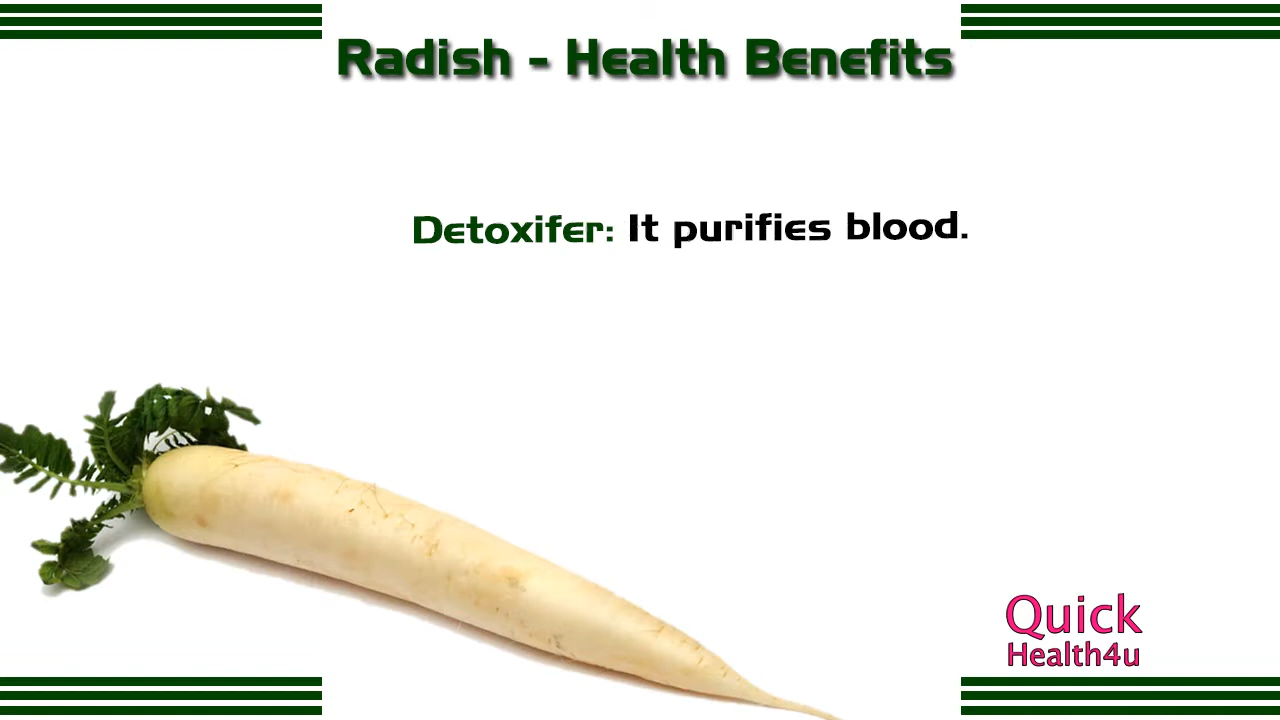 Radish - Health Benefits
Detoxifer: It purifies blood.
Quick
Health4u